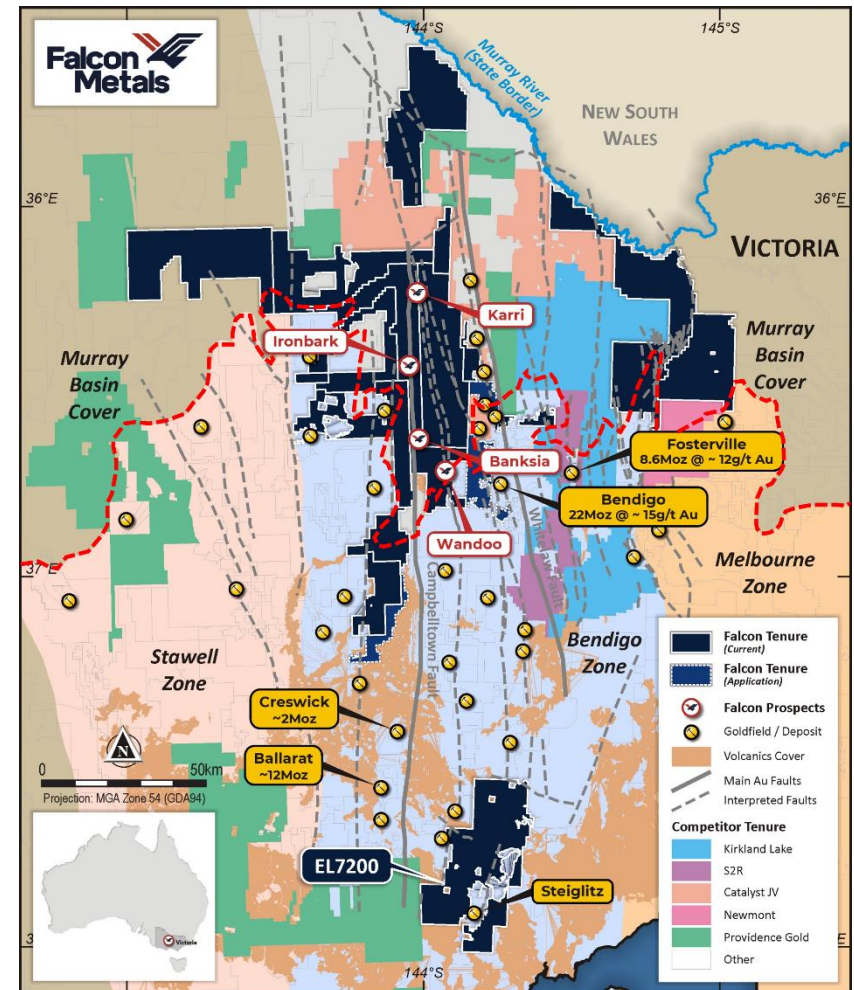 Falcon
Metals
144°S
145°
Murray River
(State Border)
NEW SOUTH
WALES
36°E
36°E
VICTORIA
Karri
Ironbark
Murray
Basin
Cover
Murray
Basin
Cover
Banksia
Fosterville
8.6Moz @ ~ 12g/t Au
Bendigo
22Moz @ ~ 15g/t Au
Wandoo
Whitelaw Fault
Campbelltown Fault
37°
37°E
Melbourne
Zone
Bendigo
Zone
Stawell
Zone
Creswick
~2Moz
Ballarat
~12Moz
N
0
50km
Projection: MGA Zone 54 (GDA94)
EL7200
Steiglitz
Victoria
144°S
Falcon Tenure
(Current)
Falcon Tenure
(Application)
Falcon Prospects
Goldfield / Deposit
Volcanics Cover
Main Au Faults
Interpreted Faults
Competitor Tenure
Kirkland Lake
S2R
Catalyst JV
Newmont
Providence Gold
Other